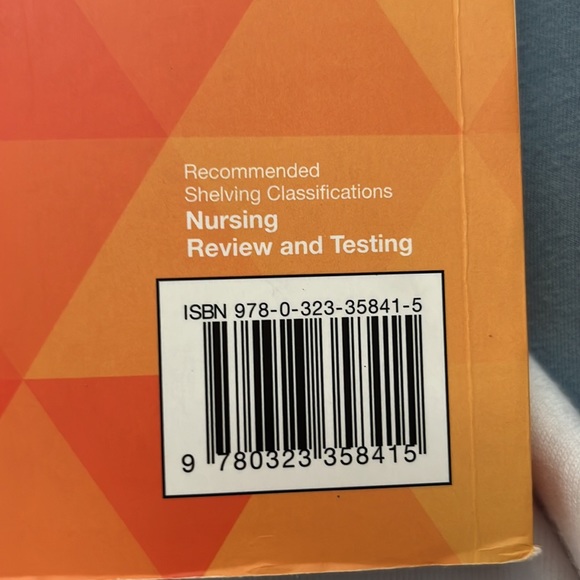 Recommended
Shelving Classifications
Nursing
Review and Testing
ISBN 978-0-323-35841-5
9 780323 358415